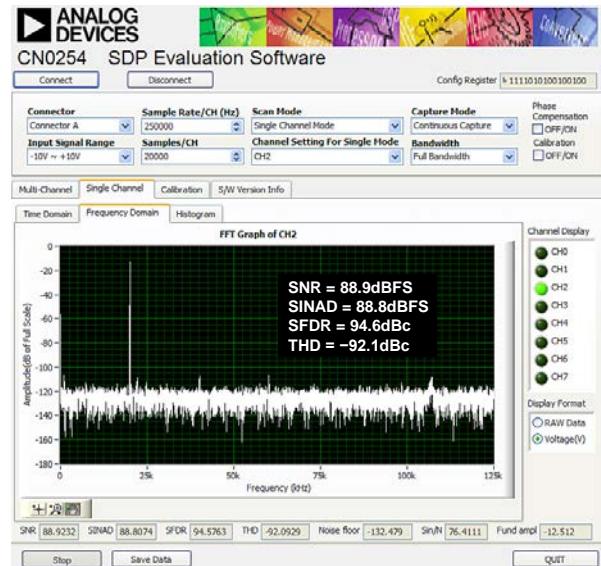 ANALOG
DEVICES
CN0254 SDP Evaluation Software
Connect Disconnect Config Register 1111010100100100
Connector Sample Rate/CH (Hz) Scan Mode Capture Mode Phase
Compensation
Connector A 250000 Single Channel Mode Continuous Capture OFF/ON
Input Signal Range Samples/CH Channel Setting For Single Mode Bandwidth Calibration
-10V ~ +10V 20000 CH2 Full Bandwidth OFF/ON
Multi-Channel Single Channel Calibration S/W Version Info
Time Domain Frequency Domain Histogram
FFT Graph of CH2
Channel Display
CH0
CH1
CH2
CH3
CH4
CH5
CH6
CH7
Display Format
RAW Data
Voltage(V)
Amplitude(dB of Full Scale)
0
-20
-40
-60
-80
-100
-120
-140
-160
-180
SNR = 88.9dBFS
SINAD = 88.8dBFS
SFDR = 94.6dBc
THD = −92.1dBc
0 25k 50k 75k 100k 125k
Frequency (kHz)
SNR 88.9232 SINAD 88.8074 SFDR 94.5763 THD -92.0929 Noise floor -132.479 Sin/N 76.4111 Fund ampl -12.512
Stop Save Data QUIT